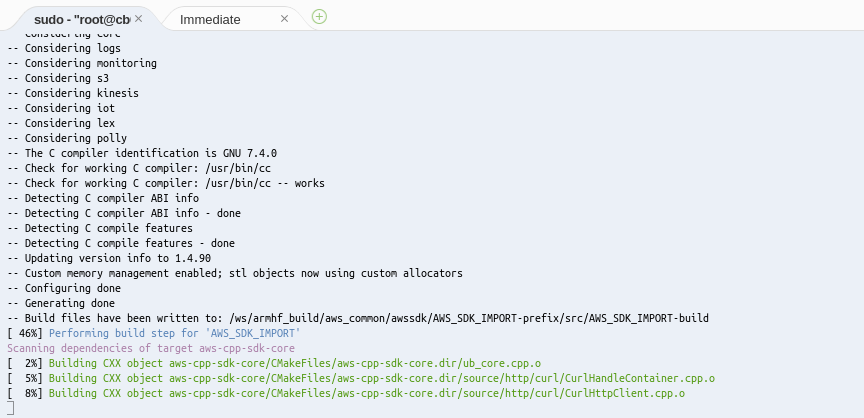 sudo - "root@cb
Immediate
-- Considering core
-- Considering logs
-- Considering monitoring
-- Considering s3
-- Considering kinesis
-- Considering iot
-- Considering lex
-- Considering polly
-- The C compiler identification is GNU 7.4.0
-- Check for working C compiler: /usr/bin/cc
-- Check for working C compiler: /usr/bin/cc -- works
-- Detecting C compiler ABI info
-- Detecting C compiler ABI info - done
-- Detecting C compile features
-- Detecting C compile features - done
-- Updating version info to 1.4.90
-- Custom memory management enabled; stl objects now using custom allocators
-- Configuring done
-- Generating done
-- Build files have been written to: /ws/armhf_build/aws_common/awssdk/AWS_SDK_IMPORT-prefix/src/AWS_SDK_IMPORT-build
[ 46%] Performing build step for 'AWS_SDK_IMPORT'
Scanning dependencies of target aws-cpp-sdk-core
[  2%] Building CXX object aws-cpp-sdk-core/CMakeFiles/aws-cpp-sdk-core.dir/ub_core.cpp.o
[  5%] Building CXX object aws-cpp-sdk-core/CMakeFiles/aws-cpp-sdk-core.dir/source/http/curl/CurlHandleContainer.cpp.o
[  8%] Building CXX object aws-cpp-sdk-core/CMakeFiles/aws-cpp-sdk-core.dir/source/http/curl/CurlHttpClient.cpp.o